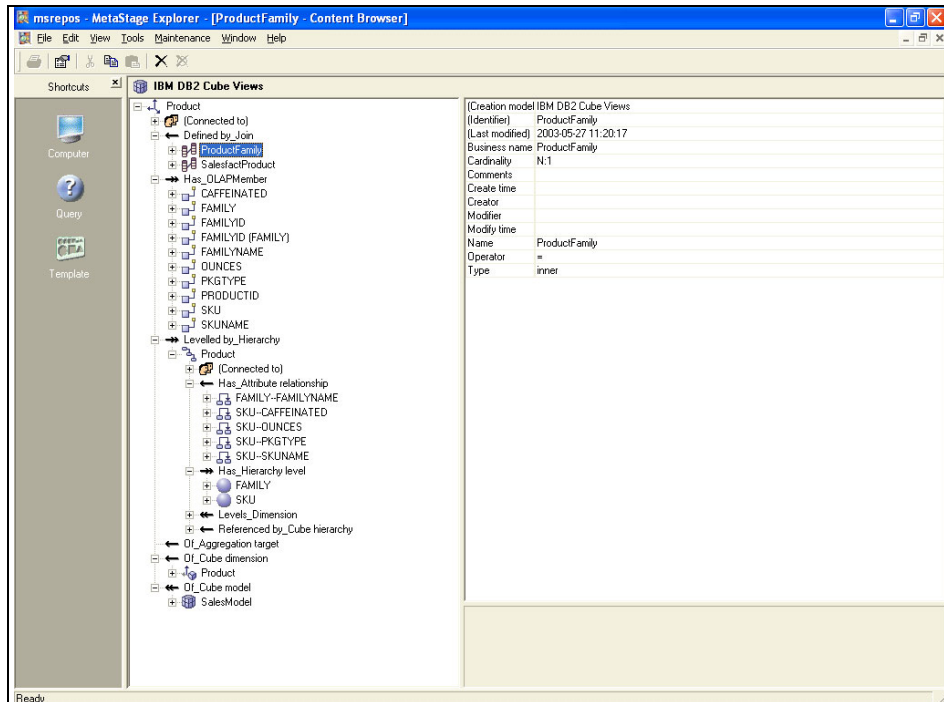 msrepos - MetaStage Explorer - [ProductFamily - Content Browser]
File Edit View Tools Maintenance Window Help
Shortcuts
Computer
Query
Template
IBM DB2 Cube Views
Product
(Connected to)
Defined by_Join
ProductFamily
SalesfactProduct
Has_OLAPMember
CAFFEINATED
FAMILY
FAMILYID
FAMILYID (FAMILY)
FAMILYNAME
OUNCES
PKGTYPE
PRODUCTID
SKU
SKUNAME
Levelled by_Hierarchy
Product
(Connected to)
Has_Attribute relationship
FAMILY--FAMILYNAME
SKU--CAFFEINATED
SKU--OUNCES
SKU--PKGTYPE
SKU--SKUNAME
Has_Hierarchy level
FAMILY
SKU
Levels_Dimension
Referenced by_Cube hierarchy
Of_Aggregation target
Of_Cube dimension
Product
Of_Cube model
SalesModel
(Creation model IBM DB2 Cube Views
(Identifier) ProductFamily
(Last modified) 2003-05-27 11:20:17
Business name ProductFamily
Cardinality N:1
Comments
Create time
Creator
Modifier
Modify time
Name ProductFamily
Operator =
Type inner
Ready